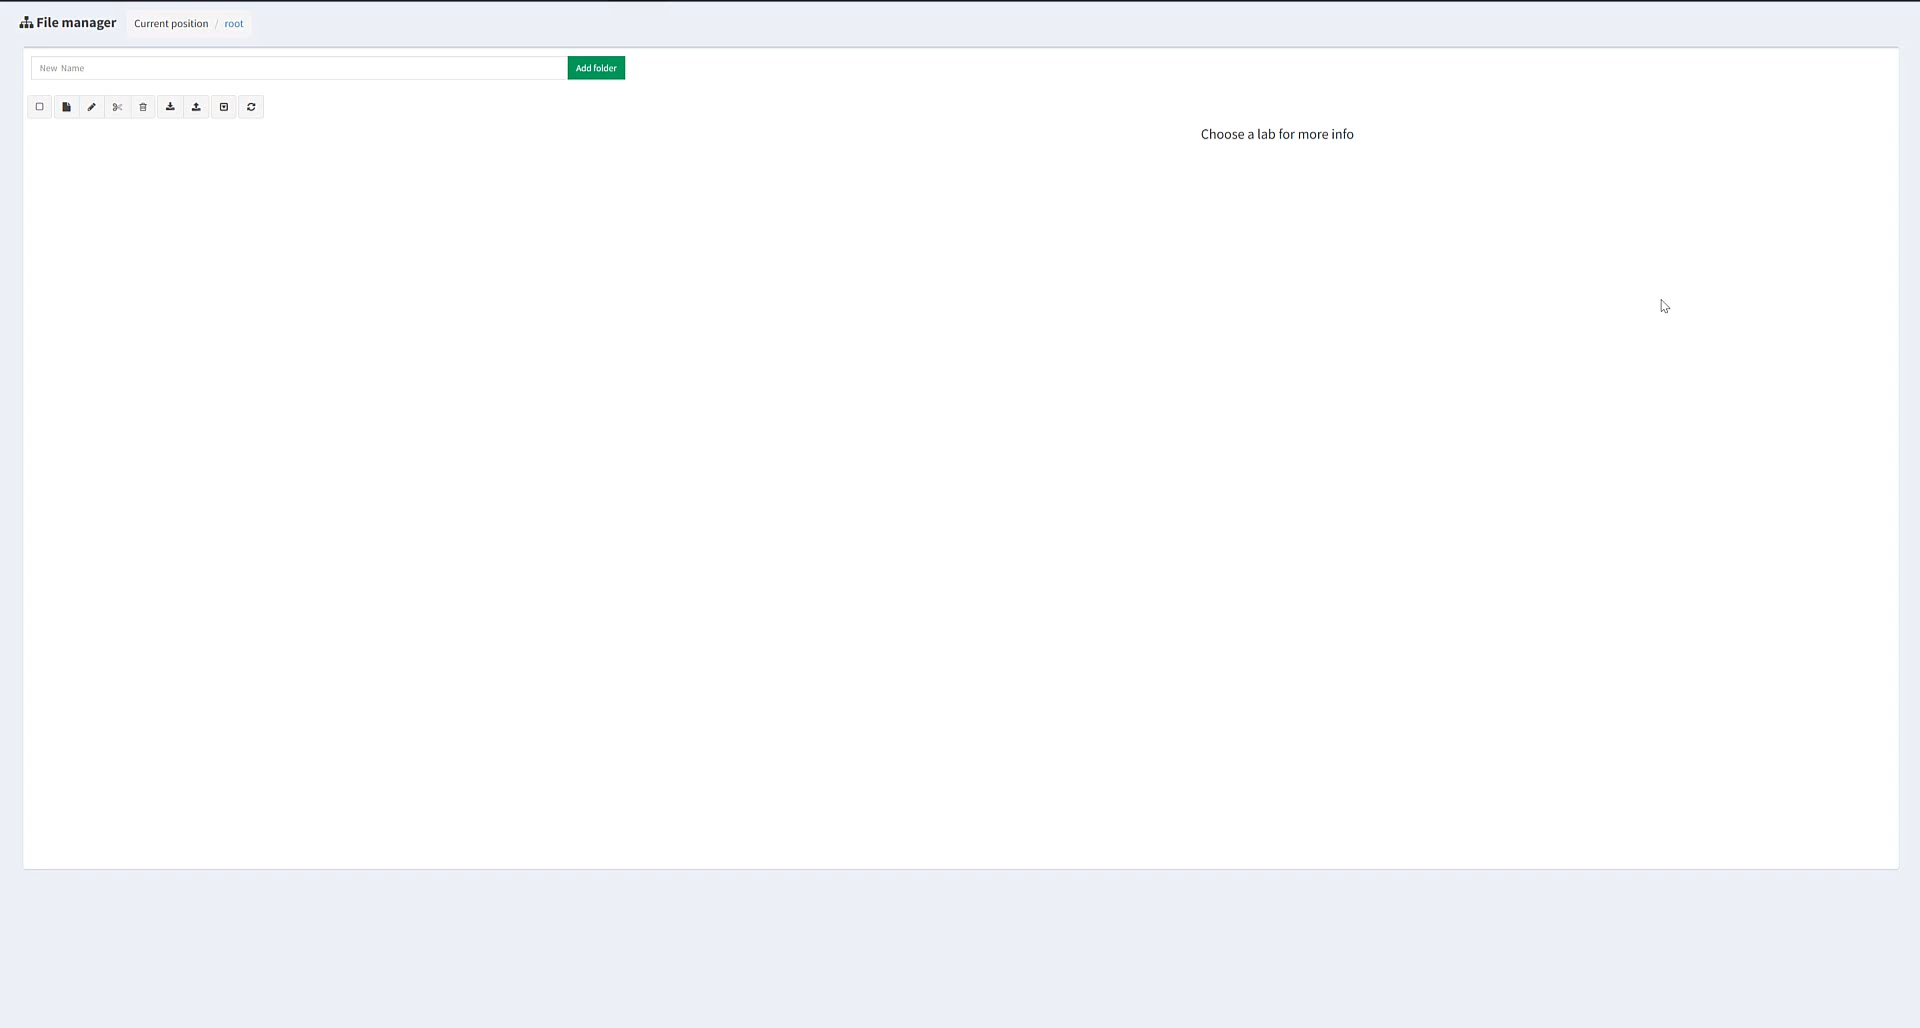 File manager
Current position / root
New Name
Add folder
Choose a lab for more info